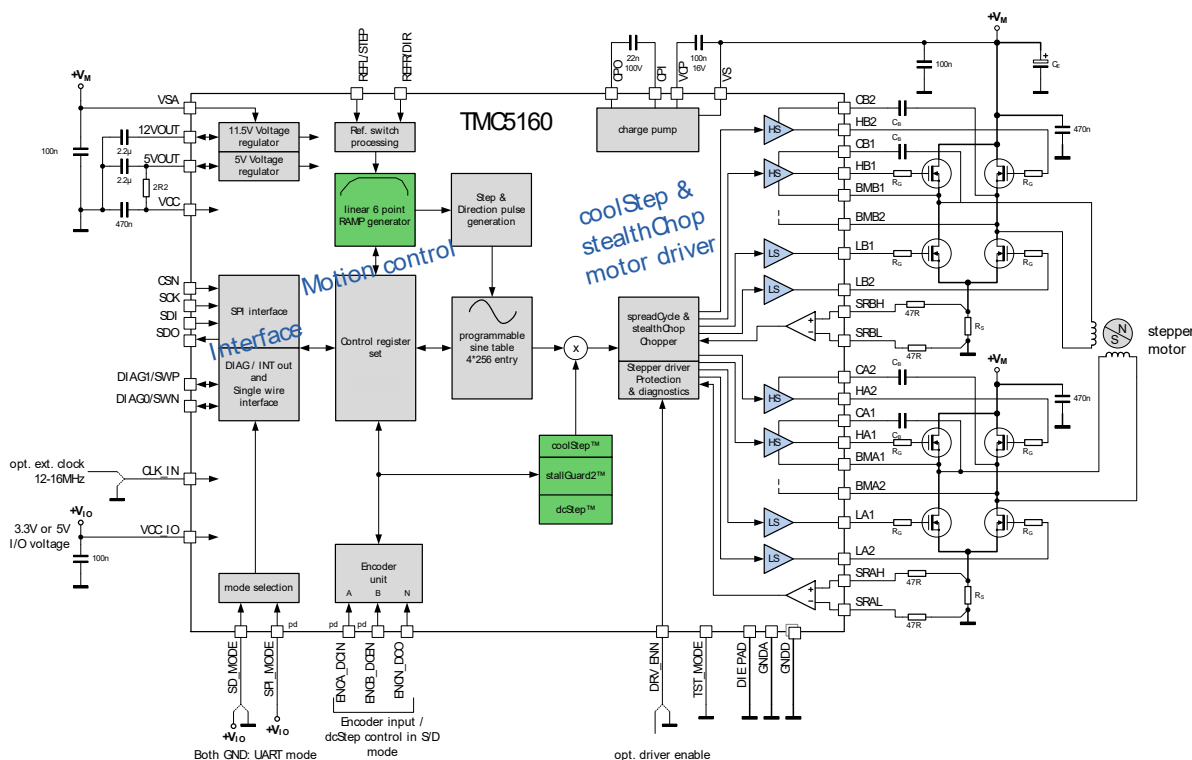 +VM
22n
100V
100n
16V
CPO
CPI
VCP
VS
100n
CE
REFL/STEP
REFR/DIR
+VM
VSA
12VOUT
5VOUT
VCC
100n
2.2µ
2.2µ
2R2
470n
11.5V Voltage
regulator
5V Voltage
regulator
Ref. switch
processing
TMC5160
charge pump
linear 6 point
RAMP generator
Step &
Direction pulse
generation
Motion control
coolStep &
stealthChop
motor driver
CSN
SCK
SDI
SDO
DIAG1/SWP
DIAG0/SWN
SPI interface
Interface
DIAG / INT out
and
Single wire
interface
Control register
set
programmable
sine table
4*256 entry
x
spreadCycle &
stealthChop
Chopper
Stepper driver
Protection
& diagnostics
coolStep™
stallGuard2™
dcStep™
HS
HS
LS
LS
+
−
CB2
HB2
CB1
HB1
BMB1
BMB2
LB1
LB2
SRBH
SRBL
CB
CB
RG
RG
RG
RG
47R
47R
RS
470n
N
S
stepper
motor
+VM
HS
HS
LS
LS
+
−
CA2
HA2
CA1
HA1
BMA1
BMA2
LA1
LA2
SRAH
SRAL
CB
CB
RG
RG
RG
RG
47R
47R
RS
470n
opt. ext. clock
12-16MHz
CLK_IN
+VIO
3.3V or 5V
I/O voltage
VCC_IO
100n
mode selection
Encoder
unit
A
B
N
pd
pd
pd
SD_MODE
SPI_MODE
ENCA_DCIN
ENCB_DCEN
ENCN_DCO
DRV_ENN
TST_MODE
DIE PAD
GNDA
GNDD
+VIO
+VIO
Both GND: UART mode
Encoder input /
dcStep control in S/D
mode
opt. driver enable